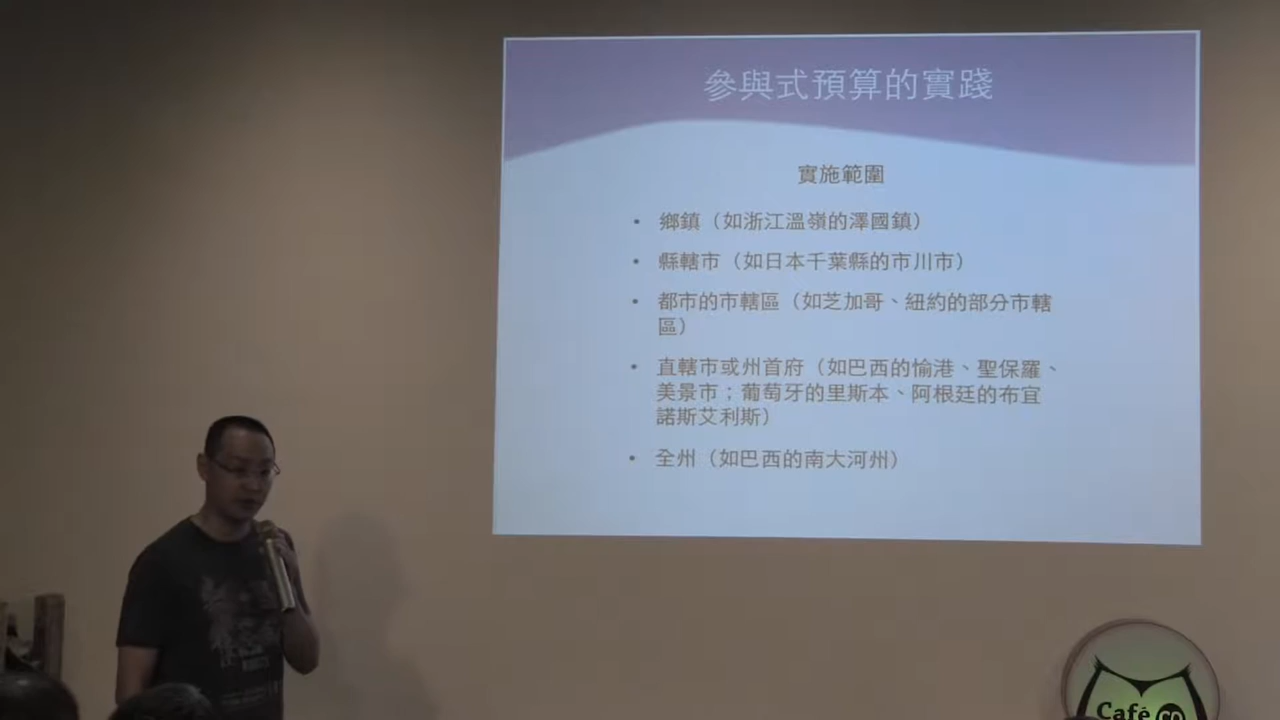 參與式預算的實踐
實施範圍
• 鄉鎮（如浙江溫嶺的澤國鎮）
• 縣轄市（如日本千葉縣的市川市）
• 都市的市轄區（如芝加哥、紐約的部分市轄
區）
• 直轄市或州首府（如巴西的愉港、聖保羅、
美景市；葡萄牙的里斯本、阿根廷的布宜
諾斯艾利斯）
• 全州（如巴西的南大河州）
Café